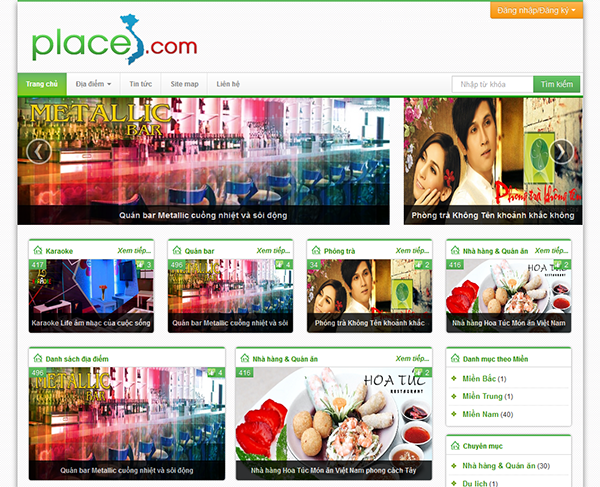 Đăng nhập/Đăng ký
places.com
Trang chủ
Địa điểm
Tin tức
Site map
Liên hệ
Nhập từ khóa
Tìm kiếm
METALLIC
BAR
Quán bar Metallic cuồng nhiệt và sôi động
Phòng trà không tên
Phòng trà Không Tên khoảnh khắc không
Karaoke
Xem tiếp...
417
3
Karaoke Life âm nhạc của cuộc sống
Quán bar
Xem tiếp...
496
4
METALLIC
BAR
Quán bar Metallic cuồng nhiệt và sôi
Phòng trà
Xem tiếp...
34
2
Phòng trà Không Tên khoảnh khắc
Nhà hàng & Quán ăn
Xem tiếp...
416
2
HOA TÚC
Nhà hàng Hoa Túc Món ăn Việt Nam
Danh sách địa điểm
496
4
METALLIC
BAR
Quán bar Metallic cuồng nhiệt và sôi động
Nhà hàng & Quán ăn
Xem tiếp...
416
2
HOA TÚC
RESTAURANT
Nhà hàng Hoa Túc Món ăn Việt Nam phong cách Tây
Danh mục theo Miền
Miền Bắc (1)
Miền Trung (1)
Miền Nam (40)
Chuyên mục
Nhà hàng & Quán ăn (30)
Du lịch (1)